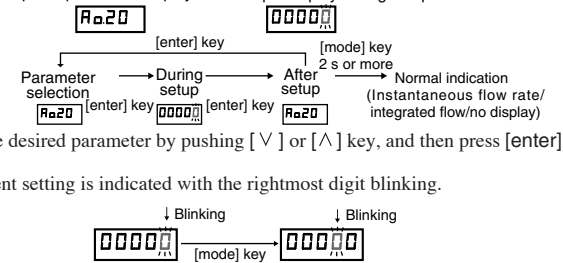 Ao.20 00000
[enter] key
[mode] key
2 s or more
Parameter During After Normal indication
selection setup setup (Instantaneous flow rate/
Ao20 [enter] key 00000 [enter] key Ao20 integrated flow/no display)
e desired parameter by pushing [ ∨ ] or [ ∧ ] key, and then press [enter]
ent setting is indicated with the rightmost digit blinking.
Blinking Blinking
00000 [mode] key 00000